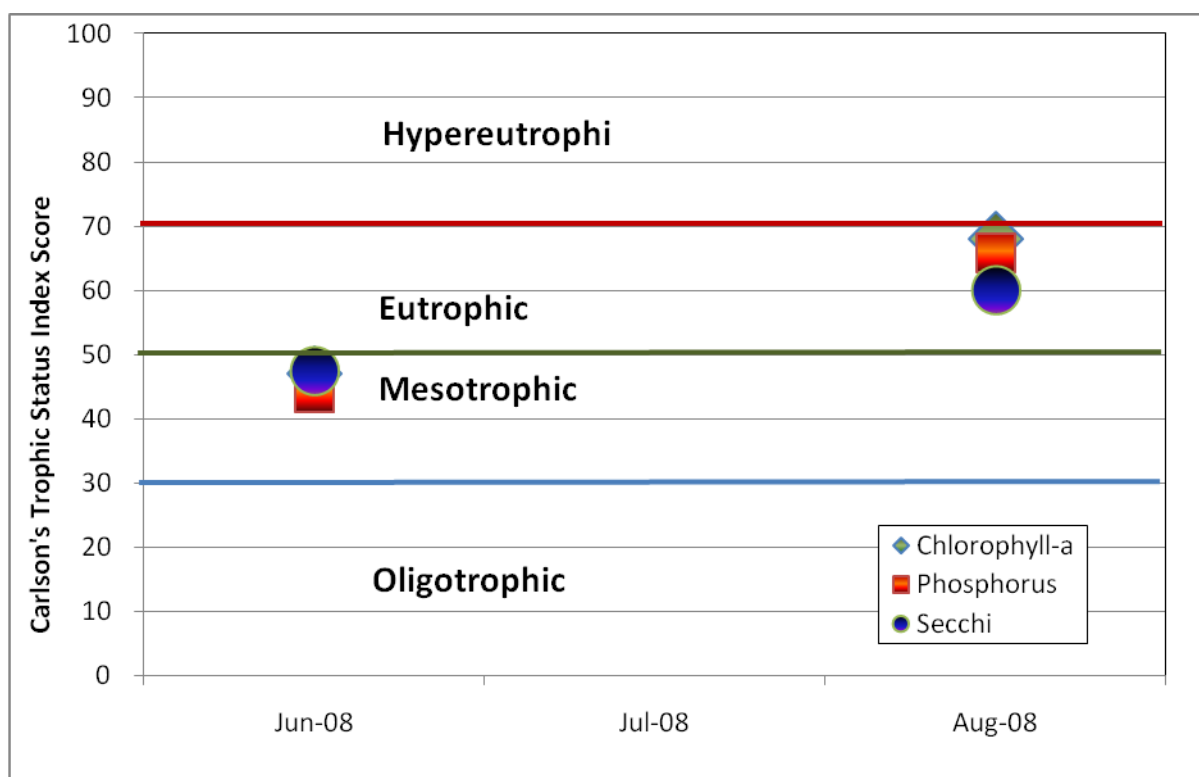 Carlson's Trophic Status Index Score
100
90
80
70
60
50
40
30
20
10
0
Hypereutrophi
Eutrophic
Mesotrophic
Oligotrophic
Chlorophyll-a
Phosphorus
Secchi
Jun-08
Jul-08
Aug-08